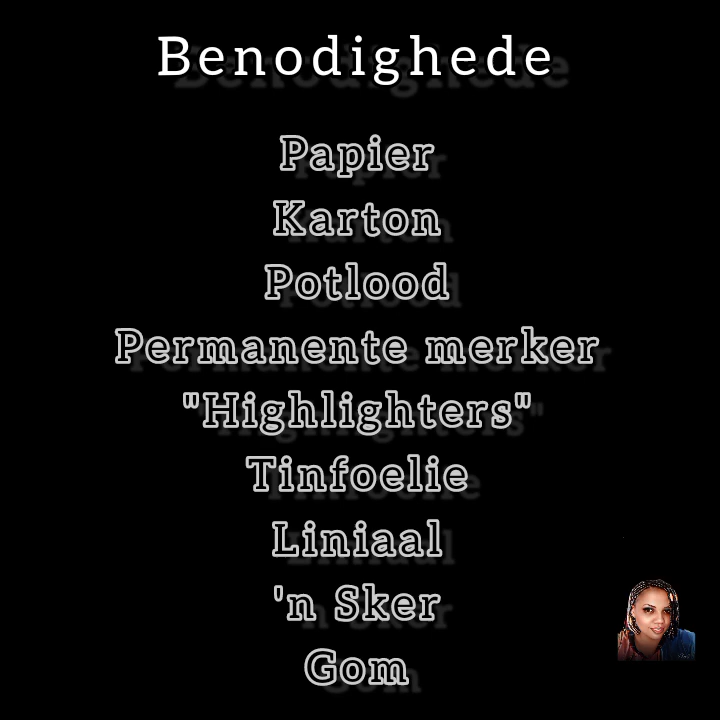 Benodighede
Papier
Karton
Potlood
Permanente merker
"Highlighters"
Tinfoelie
Liniaal
'n Sker
Gom